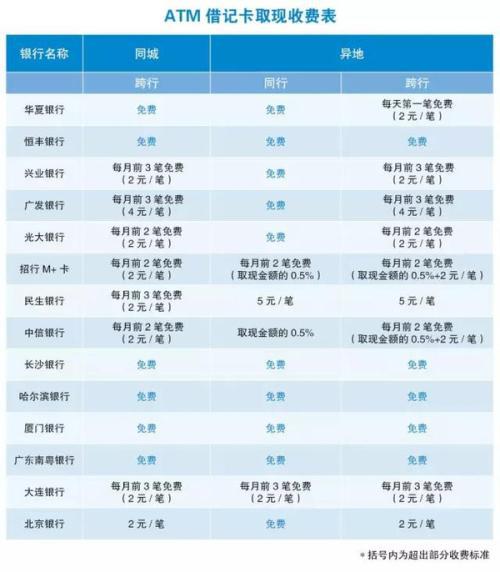 ATM 借记卡取现收费表
银行名称 同城 异地
跨行 同行 跨行
华夏银行 免费 免费 每天第一笔免费
(2 元 / 笔)
恒丰银行 免费 免费 免费
兴业银行 每月前 3 笔免费 免费 每月前 3 笔免费
(2 元 / 笔) (2 元 / 笔)
广发银行 每月前 3 笔免费 免费 每月前 3 笔免费
(4 元 / 笔) (4 元 / 笔)
光大银行 每月前 2 笔免费 免费 每月前 2 笔免费
(2 元 / 笔) (2 元 / 笔)
招行 M+ 卡 每月前 2 笔免费 每月前 2 笔免费 每月前 2 笔免费
(2 元 / 笔) (取现金额的 0.5%) (取现金额的 0.5%+2 元 / 笔)
民生银行 每月前 3 笔免费 5 元 / 笔 5 元 / 笔
(2 元 / 笔)
中信银行 每月前 2 笔免费 取现金额的 0.5% 每月前 2 笔免费
(2 元 / 笔) (取现金额的 0.5%+2 元 / 笔)
长沙银行 免费 免费 免费
哈尔滨银行 免费 免费 免费
厦门银行 免费 免费 免费
广东南粤银行 免费 免费 免费
大连银行 每月前 3 笔免费 每月前 3 笔免费 每月前 3 笔免费
(2 元 / 笔) (2 元 / 笔) (2 元 / 笔)
北京银行 2 元 / 笔 免费 2 元 / 笔
* 括号内为超出部分收费标准